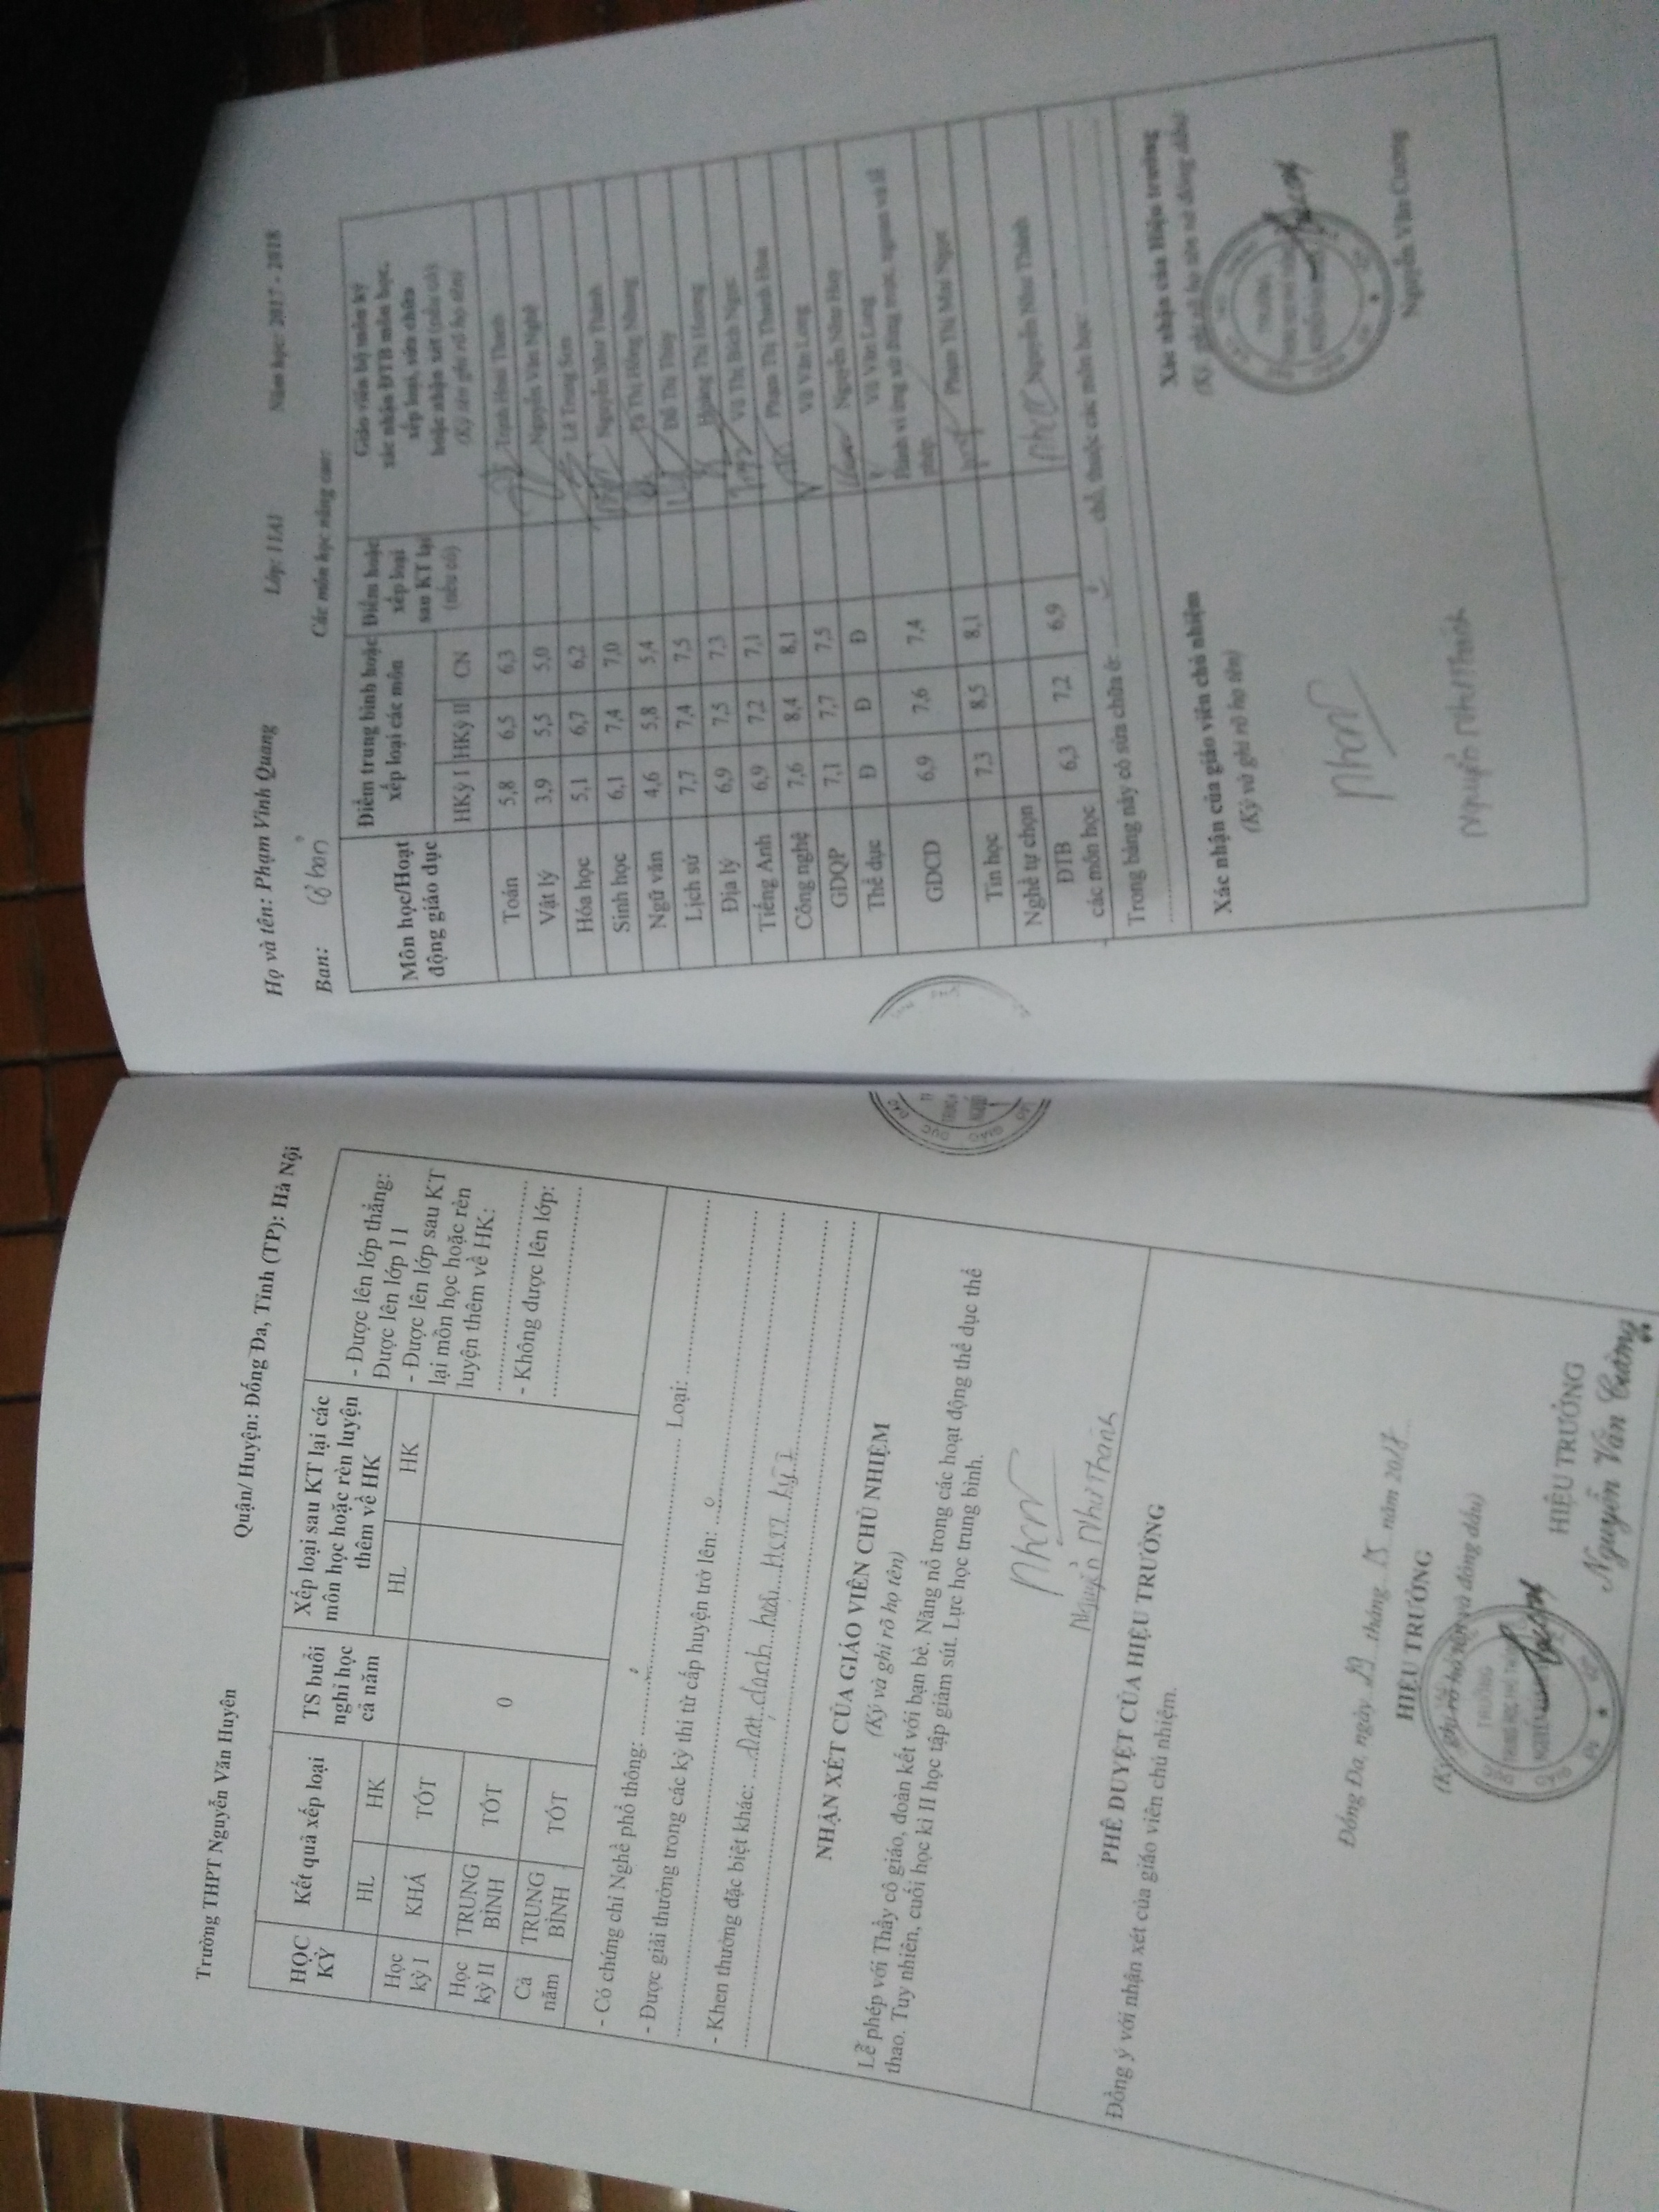 Trường THPT Nguyễn Văn Huyên
Quận/ Huyện: Đống Đa, Tỉnh (TP): Hà Nội
HỌC KỲ
Kết quả xếp loại
TS buổi nghỉ học cả năm
Xếp loại sau KT lại các môn học hoặc rèn luyện thêm về HK
HL HK HL HK
Học kỳ I KHÁ TỐT
Học kỳ II TRUNG BÌNH TỐT
Cả năm TRUNG BÌNH TỐT
0
- Được lên lớp thẳng:
Được lên lớp 11
- Được lên lớp sau KT
lại môn học hoặc rèn
luyện thêm về HK:
- Không được lên lớp:
- Có chứng chỉ Nghề phổ thông: Loại:
- Được giải thưởng trong các kỳ thi từ cấp huyện trở lên: 0
- Khen thưởng đặc biệt khác: Đạt danh hiệu HSTT kỳ I
NHẬN XÉT CỦA GIÁO VIÊN CHỦ NHIỆM
(Ký và ghi rõ họ tên)
Lễ phép với Thầy cô giáo, đoàn kết với bạn bè. Năng nổ trong các hoạt động thể dục thể
thao. Tuy nhiên, cuối học kì II học tập giảm sút. Lực học trung bình.
Nguyễn Như Thành
PHÊ DUYỆT CỦA HIỆU TRƯỞNG
Đồng ý với nhận xét của giáo viên chủ nhiệm.
Đống Đa, ngày 29 tháng năm 2017
HIỆU TRƯỞNG
(Ký, ghi rõ họ tên và đóng dấu)
TRƯỜNG
TRUNG HỌC PHỔ THÔNG
HIỆU TRƯỞNG
Nguyễn Văn Cường
Họ và tên: Phạm Vinh Quang Lớp: 11A1 Năm học: 2017 - 2018
Ban: Cơ bản Các môn học nâng cao:
Môn học/Hoạt động giáo dục
Điểm trung bình hoặc xếp loại các môn
Điểm hoặc xếp loại sau KT lại (nếu có)
Giáo viên bộ môn ký
xác nhận ĐTB môn học,
xếp loại, sửa chữa
hoặc nhận xét (nếu có)
(Ký tên ghi rõ họ tên)
HKỳ I HKỳ II CN
Toán 5,8 6,5 6,3 Trịnh Hoài Thanh
Vật lý 3,9 5,5 5,0 Nguyễn Văn Nghệ
Hóa học 5,1 6,7 6,2 Lê Trung Sơn
Sinh học 6,1 7,4 7,0 Nguyễn Như Thành
Ngữ văn 4,6 5,8 5,4 Tạ Thị Hồng Nhung
Lịch sử 7,7 7,4 7,5 Đỗ Thị Thúy
Địa lý 6,9 7,5 7,3 Hoàng Thị Hương
Tiếng Anh 6,9 7,2 7,1 Vũ Thị Bích Ngọc
Công nghệ 7,6 8,4 8,1 Phạm Thị Thanh Hoa
GDQP 7,1 7,7 7,5 Vũ Văn Long
Thể dục Đ Đ Đ Nguyễn Như Huy
Vũ Văn Long
GDCD 6,9 7,6 7,4 Hành vi ứng xử đúng mực, ngoan và lễ phép.
Tin học 7,3 8,5 8,1 Phạm Thị Mai Ngọc
Nghề tự chọn
ĐTB các môn học 6,3 7,2 6,9 Nguyễn Như Thành
Trong bảng này có sửa chữa ở: chỗ, thuộc các môn học:
Xác nhận của giáo viên chủ nhiệm
(Ký và ghi rõ họ tên)
Nguyễn Như Thành
Xác nhận của Hiệu trưởng
(Ký, ghi rõ họ tên và đóng dấu)
TRƯỜNG
Nguyễn Văn Cường